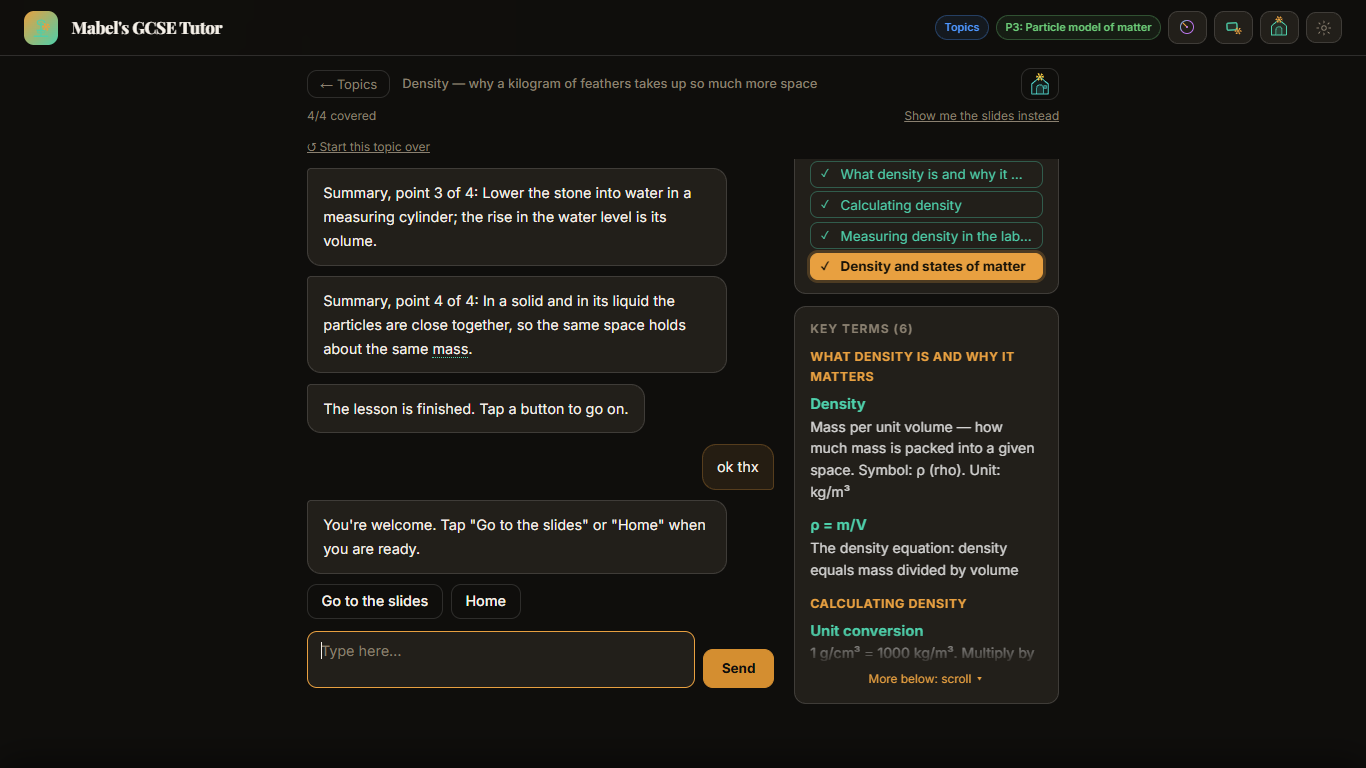 Mabel's GCSE Tutor
Topics
P3: Particle model of matter
← Topics
Density — why a kilogram of feathers takes up so much more space
4/4 covered
Show me the slides instead
↺ Start this topic over
Summary, point 3 of 4: Lower the stone into water in a
measuring cylinder; the rise in the water level is its
volume.
Summary, point 4 of 4: In a solid and in its liquid the
particles are close together, so the same space holds
about the same mass.
The lesson is finished. Tap a button to go on.
ok thx
You're welcome. Tap "Go to the slides" or "Home" when
you are ready.
Go to the slides
Home
Type here...
Send
✓ What density is and why it ...
✓ Calculating density
✓ Measuring density in the lab...
✓ Density and states of matter
KEY TERMS (6)
WHAT DENSITY IS AND WHY IT
MATTERS
Density
Mass per unit volume — how
much mass is packed into a given
space. Symbol: ρ (rho). Unit:
kg/m³
ρ = m/V
The density equation: density
equals mass divided by volume
CALCULATING DENSITY
Unit conversion
1 g/cm³ = 1000 kg/m³. Multiply by
More below: scroll ▾